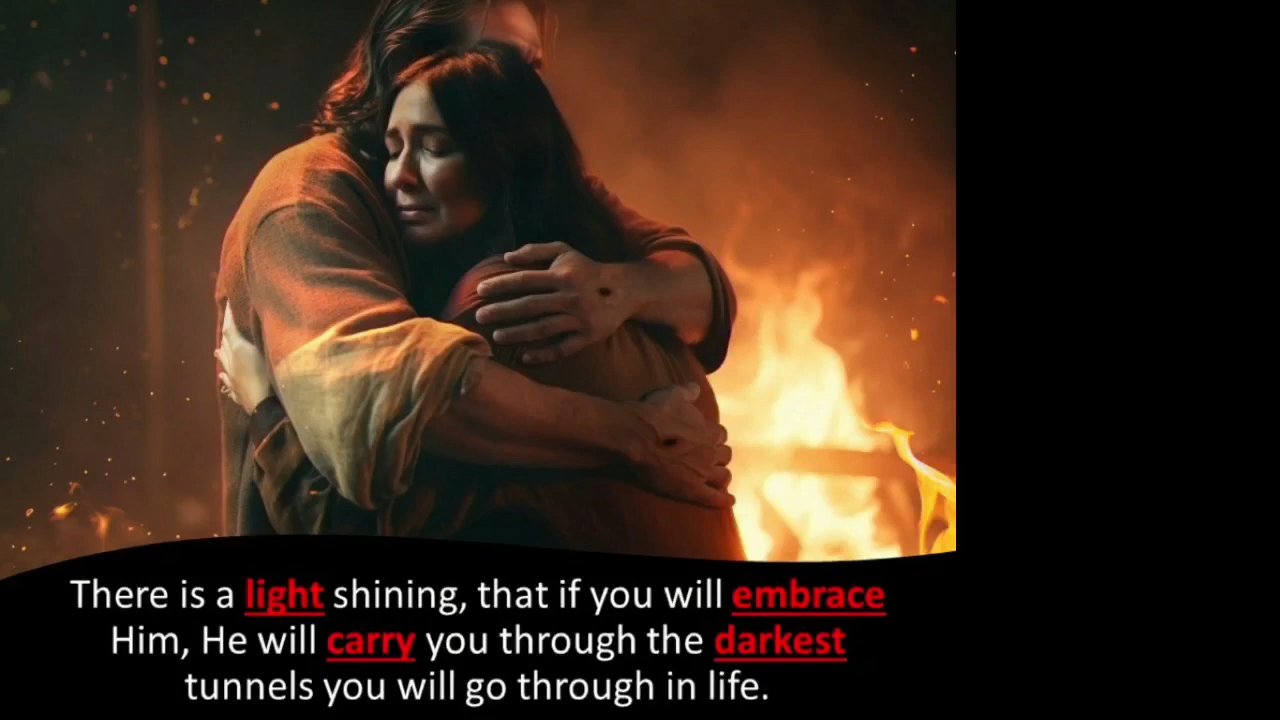 There is a light shining, that if you will embrace
Him, He will carry you through the darkest
tunnels you will go through in life.